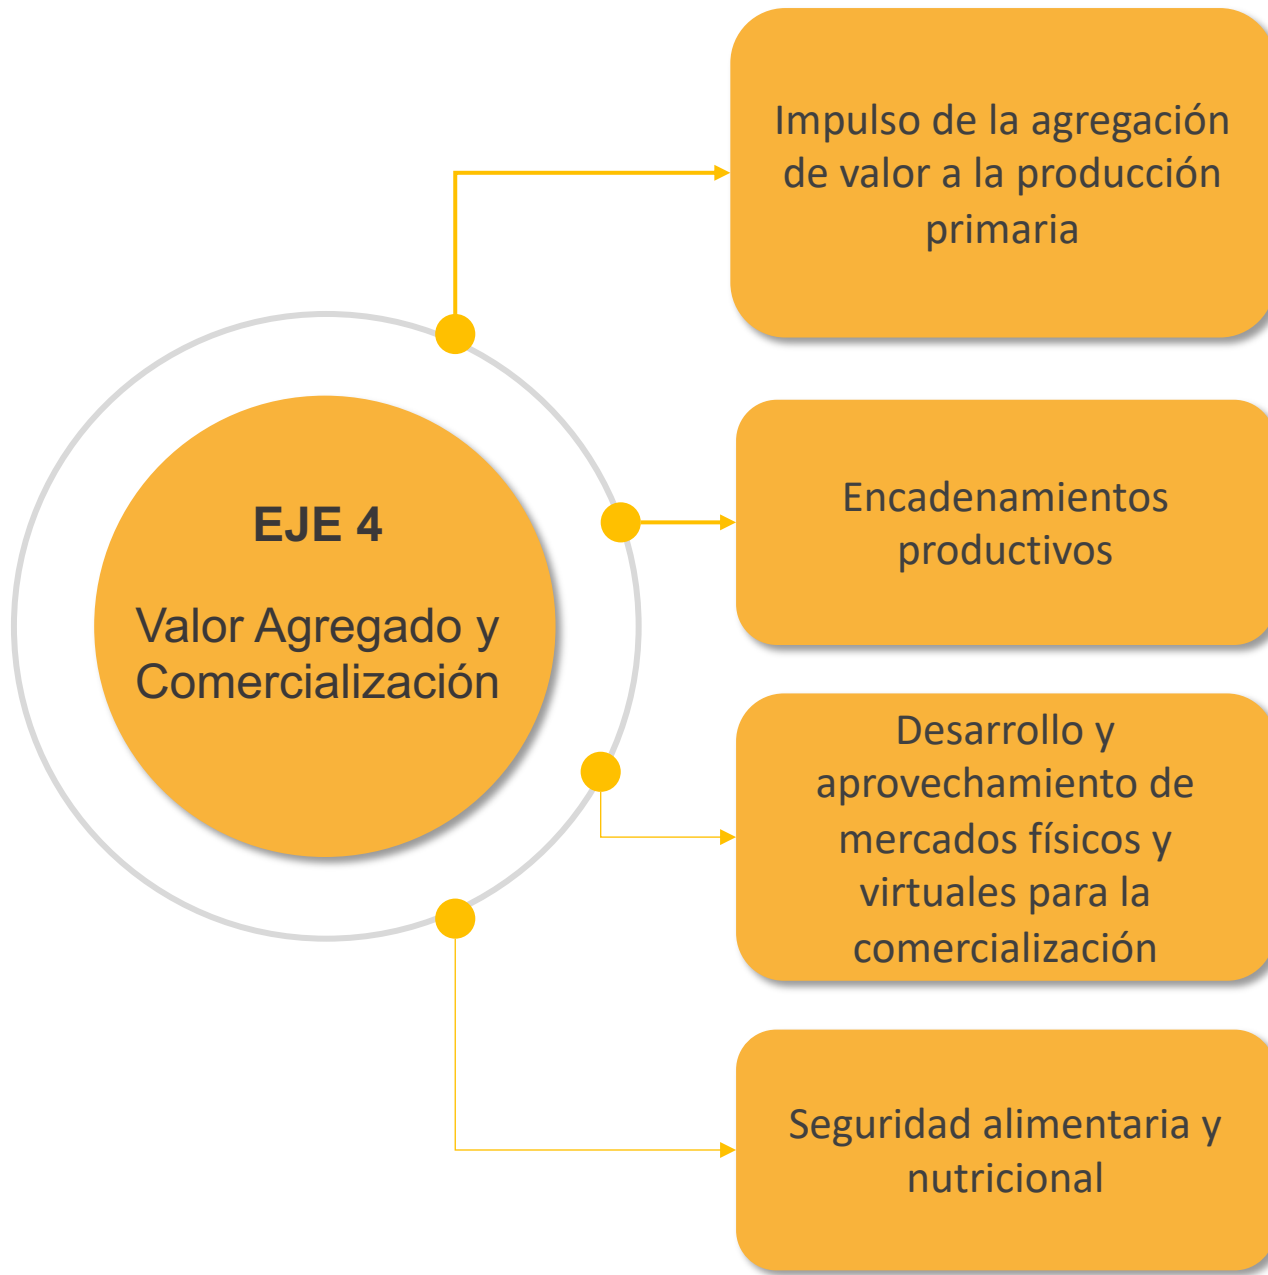 Impulso de la agregación
de valor a la producción
primaria
EJE 4
Valor Agregado y
Comercialización
Encadenamientos
productivos
Desarrollo y
aprovechamiento de
mercados físicos y
virtuales para la
comercialización
Seguridad alimentaria y
nutricional